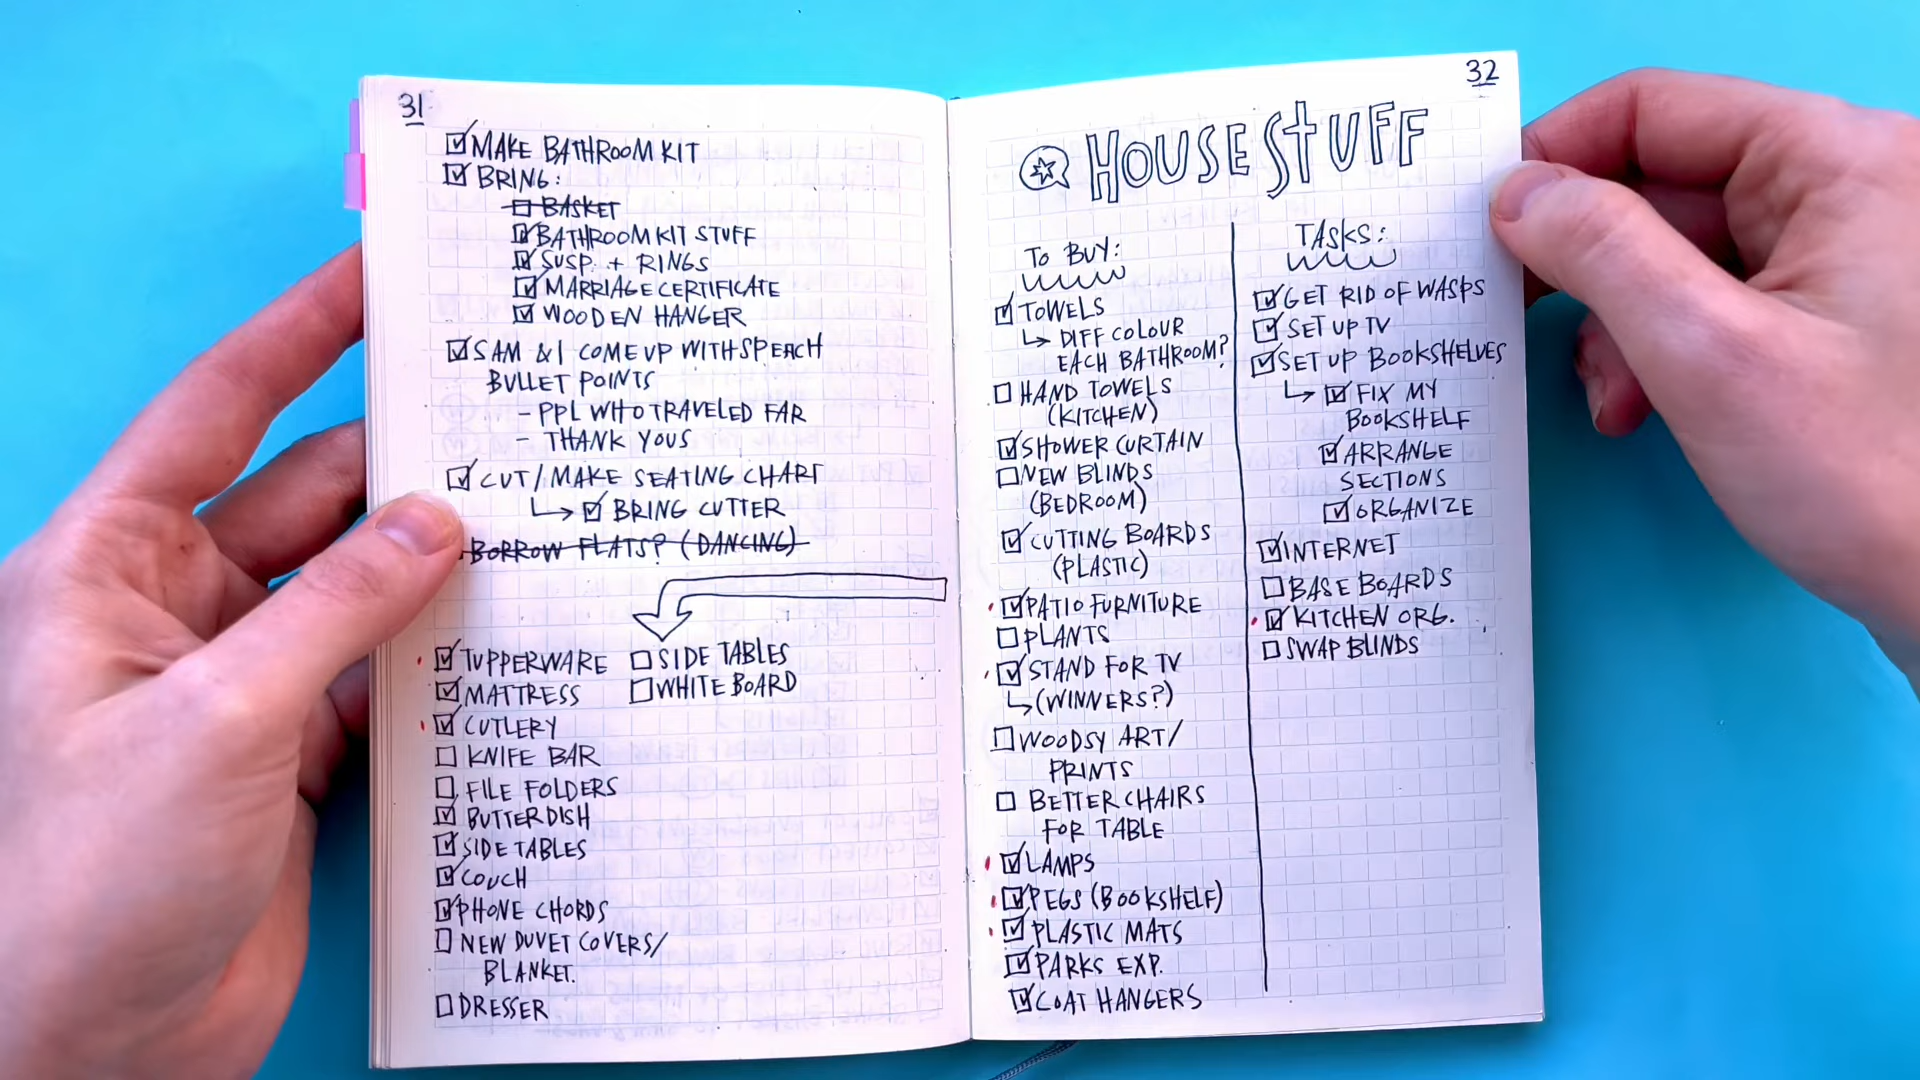 31
MAKE BATHROOM KIT
BRING:
BASKET
BATHROOM KIT STUFF
SUSP. + RINGS
MARRIAGE CERTIFICATE
WOODEN HANGER
SAM & I COME UP WITH SPEACH
BULLET POINTS
- PPL WHO TRAVELED FAR
- THANK YOUS
CUT/MAKE SEATING CHART
BRING CUTTER
BORROW FLATS? (DANCING)
TUPPERWARE
MATTRESS
CUTLERY
KNIFE BAR
FILE FOLDERS
BUTTER DISH
SIDE TABLES
COUCH
PHONE CHORDS
NEW DUVET COVERS/
BLANKET.
DRESSER
SIDE TABLES
WHITE BOARD
32
HOUSE STUFF
TO BUY:
TOWELS
DIFF COLOUR
EACH BATHROOM?
HAND TOWELS
(KITCHEN)
SHOWER CURTAIN
NEW BLINDS
(BEDROOM)
CUTTING BOARDS
(PLASTIC)
PATIO FURNITURE
PLANTS
STAND FOR TV
(WINNERS?)
WOODSY ART/
PRINTS
BETTER CHAIRS
FOR TABLE
LAMPS
PEGS (BOOKSHELF)
PLASTIC MATS
PARKS EXP.
COAT HANGERS
TASKS:
GET RID OF WASPS
SET UP TV
SET UP BOOKSHELVES
FIX MY
BOOKSHELF
ARRANGE
SECTIONS
ORGANIZE
INTERNET
BASE BOARDS
KITCHEN ORG.
SWAP BLINDS